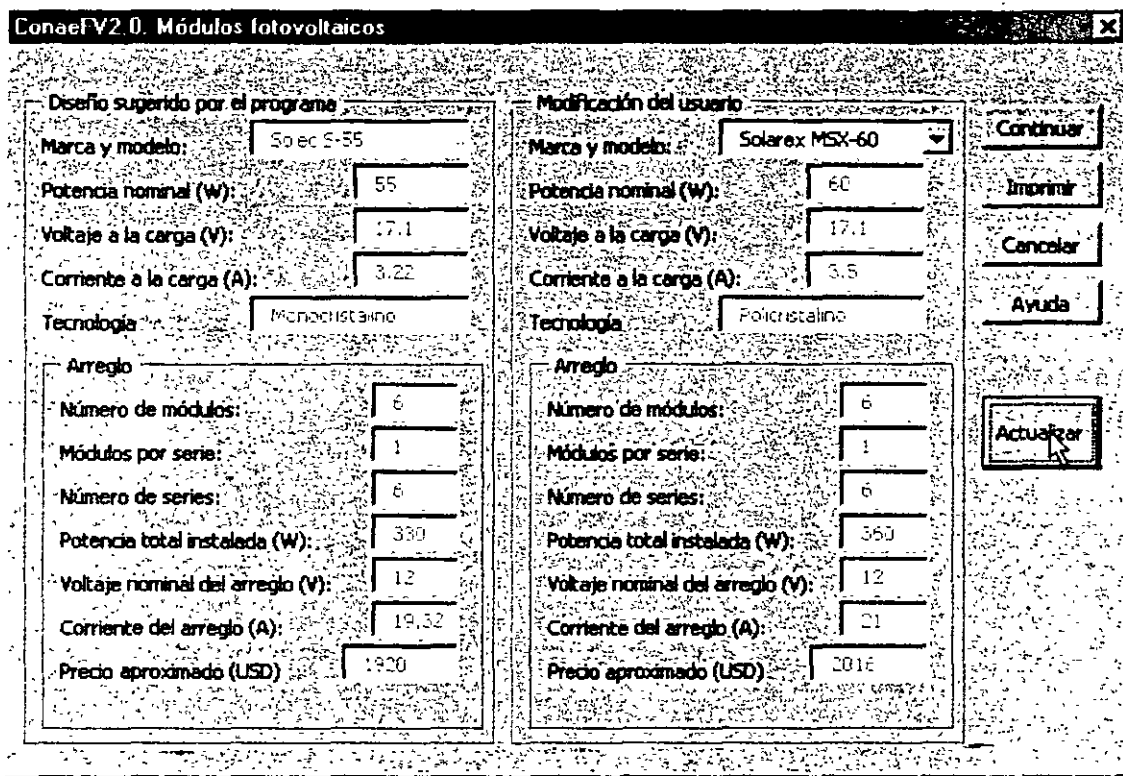 ConaeFV2.0. Módulos fotovoltaicos
Diseño sugerido por el programa
Marca y modelo: Solec S-55
Potencia nominal (W): 55
Voltaje a la carga (V): 17.1
Corriente a la carga (A): 3.22
Tecnología Monocristalino
Arreglo
Número de módulos: 6
Módulos por serie: 1
Número de series: 6
Potencia total instalada (W): 330
Voltaje nominal del arreglo (V): 12
Corriente del arreglo (A): 19.32
Precio aproximado (USD) 1920
Modificación del usuario
Marca y modelo: Solarex MSX-60
Potencia nominal (W): 60
Voltaje a la carga (V): 17.1
Corriente a la carga (A): 3.5
Tecnología Policristalino
Arreglo
Número de módulos: 6
Módulos por serie: 1
Número de series: 6
Potencia total instalada (W): 360
Voltaje nominal del arreglo (V): 12
Corriente del arreglo (A): 21
Precio aproximado (USD) 2016
Continuar
Imprimir
Cancelar
Ayuda
Actualizar